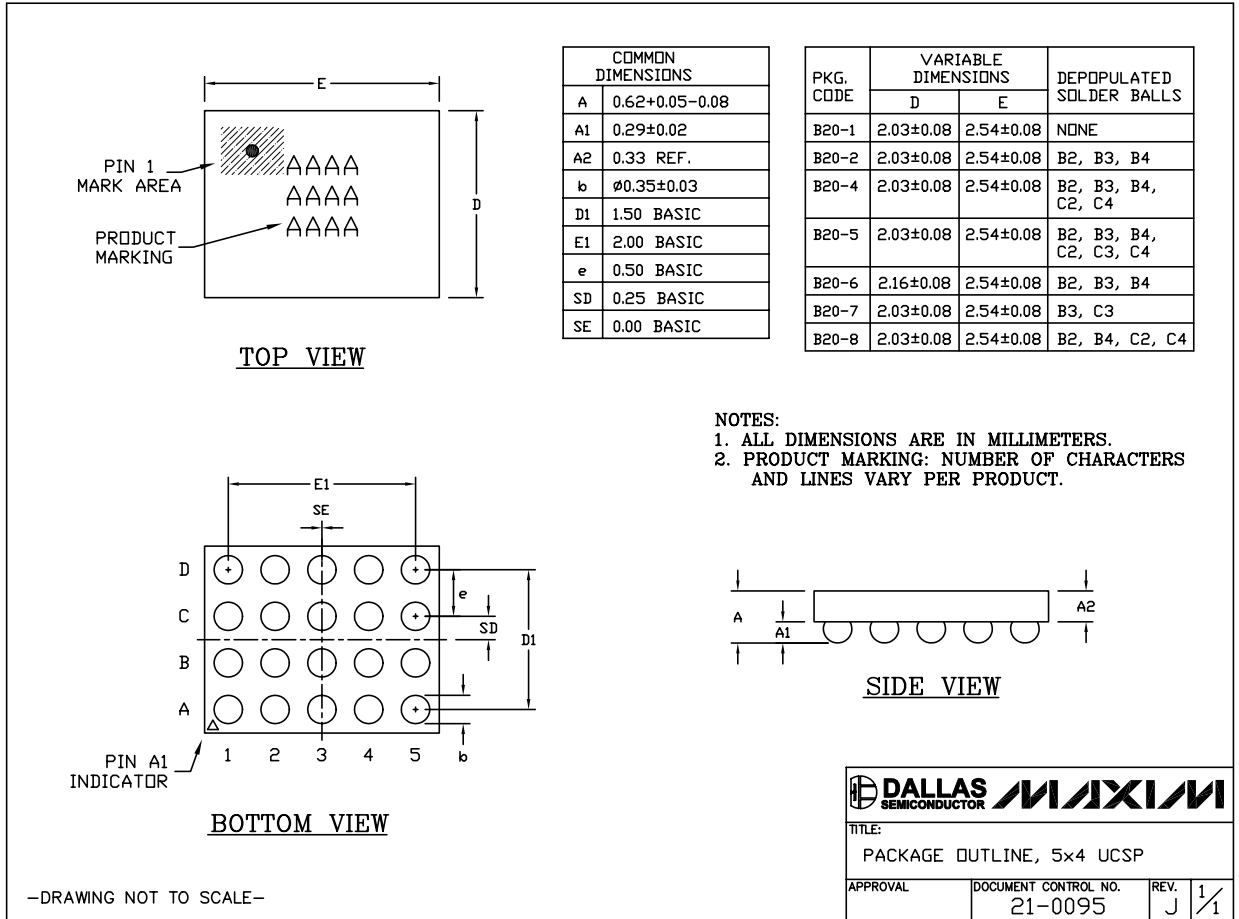 E
PIN 1
MARK AREA
AAAA
AAAA
AAAA
D
PRODUCT
MARKING
TOP VIEW
COMMON
DIMENSIONS
A 0.62+0.05-0.08
A1 0.29±0.02
A2 0.33 REF.
b Ø0.35±0.03
D1 1.50 BASIC
E1 2.00 BASIC
e 0.50 BASIC
SD 0.25 BASIC
SE 0.00 BASIC
PKG. CODE VARIABLE DIMENSIONS DEPOPULATED SOLDER BALLS
D E
B20-1 2.03±0.08 2.54±0.08 NONE
B20-2 2.03±0.08 2.54±0.08 B2, B3, B4
B20-4 2.03±0.08 2.54±0.08 B2, B3, B4,
C2, C4
B20-5 2.03±0.08 2.54±0.08 B2, B3, B4,
C2, C3, C4
B20-6 2.16±0.08 2.54±0.08 B2, B3, B4
B20-7 2.03±0.08 2.54±0.08 B3, C3
B20-8 2.03±0.08 2.54±0.08 B2, B4, C2, C4
NOTES:
1. ALL DIMENSIONS ARE IN MILLIMETERS.
2. PRODUCT MARKING: NUMBER OF CHARACTERS
AND LINES VARY PER PRODUCT.
E1
SE
D
e
C
SD
D1
B
A
1 2 3 4 5 b
PIN A1
INDICATOR
BOTTOM VIEW
A
A1
A2
SIDE VIEW
DALLAS
SEMICONDUCTOR
MAXIM
TITLE:
PACKAGE OUTLINE, 5x4 UCSP
APPROVAL
DOCUMENT CONTROL NO.
21-0095
REV.
J
1/1
-DRAWING NOT TO SCALE-